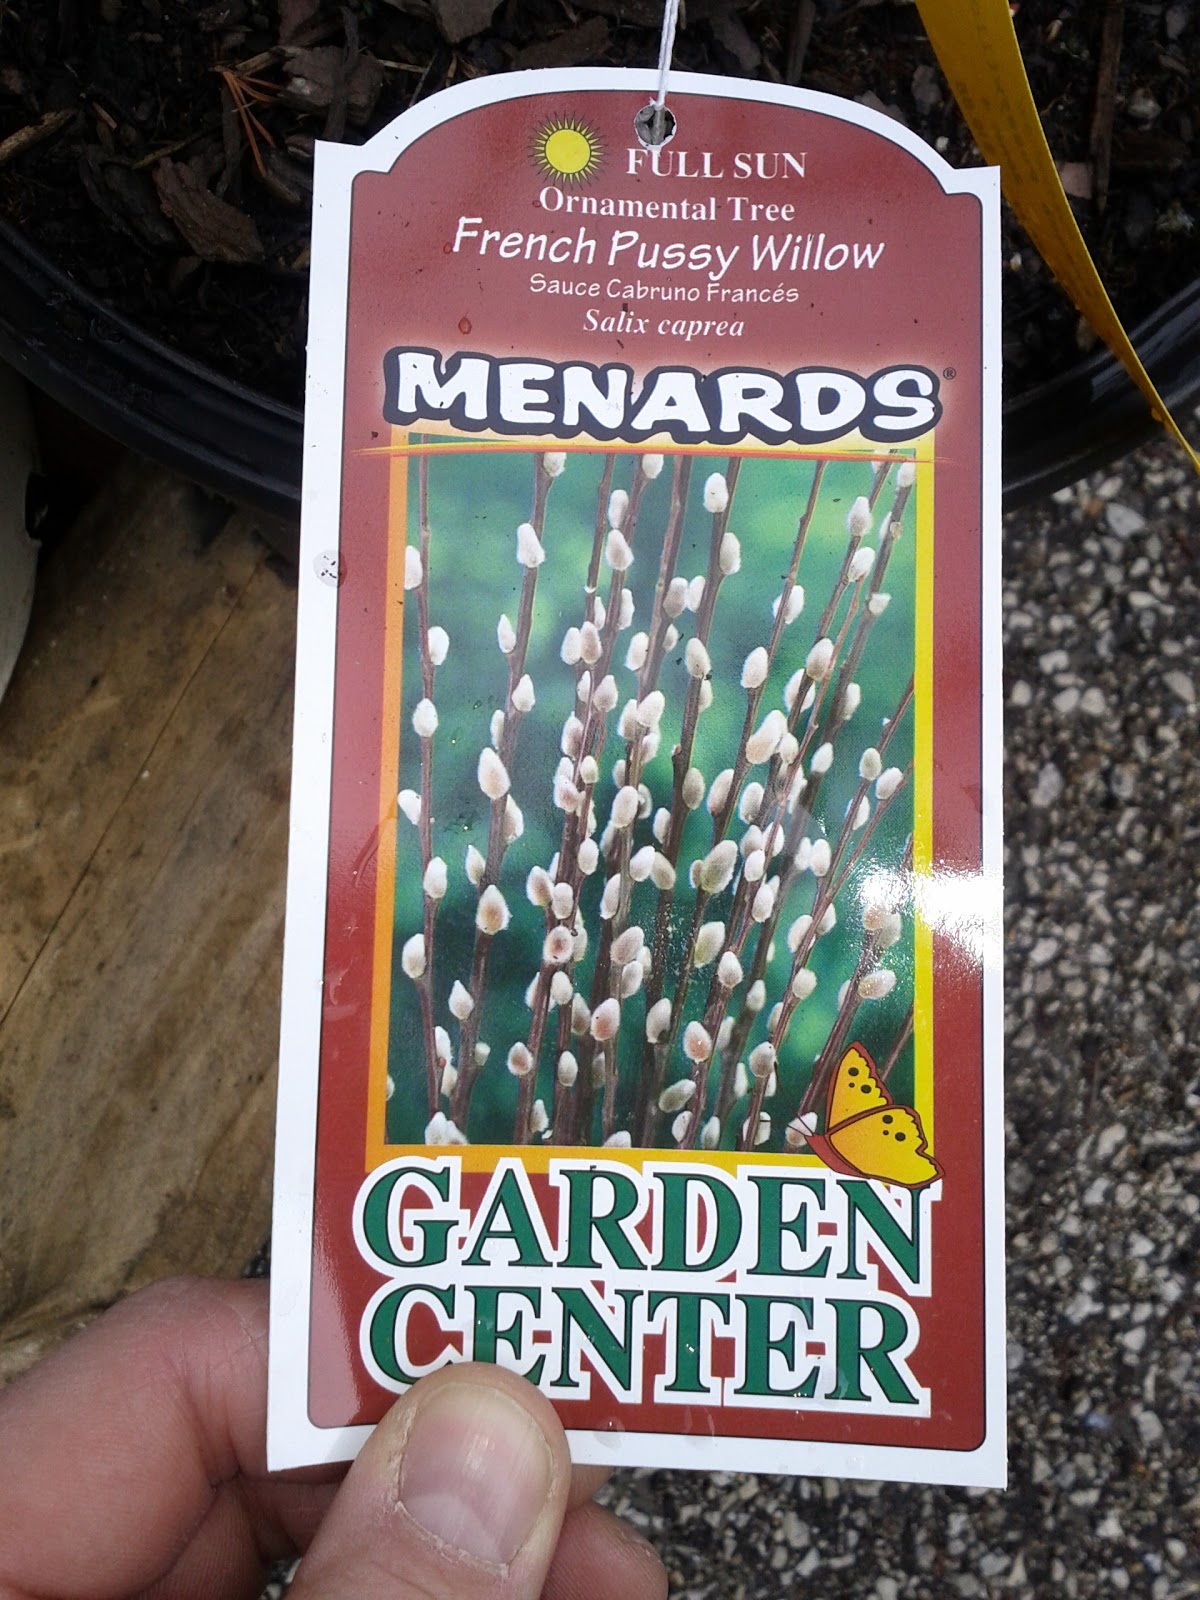 FULL SUN
Ornamental Tree
French Pussy Willow
Sauce Cabruno Francés
Salix caprea
MENARDS®
GARDEN
CENTER